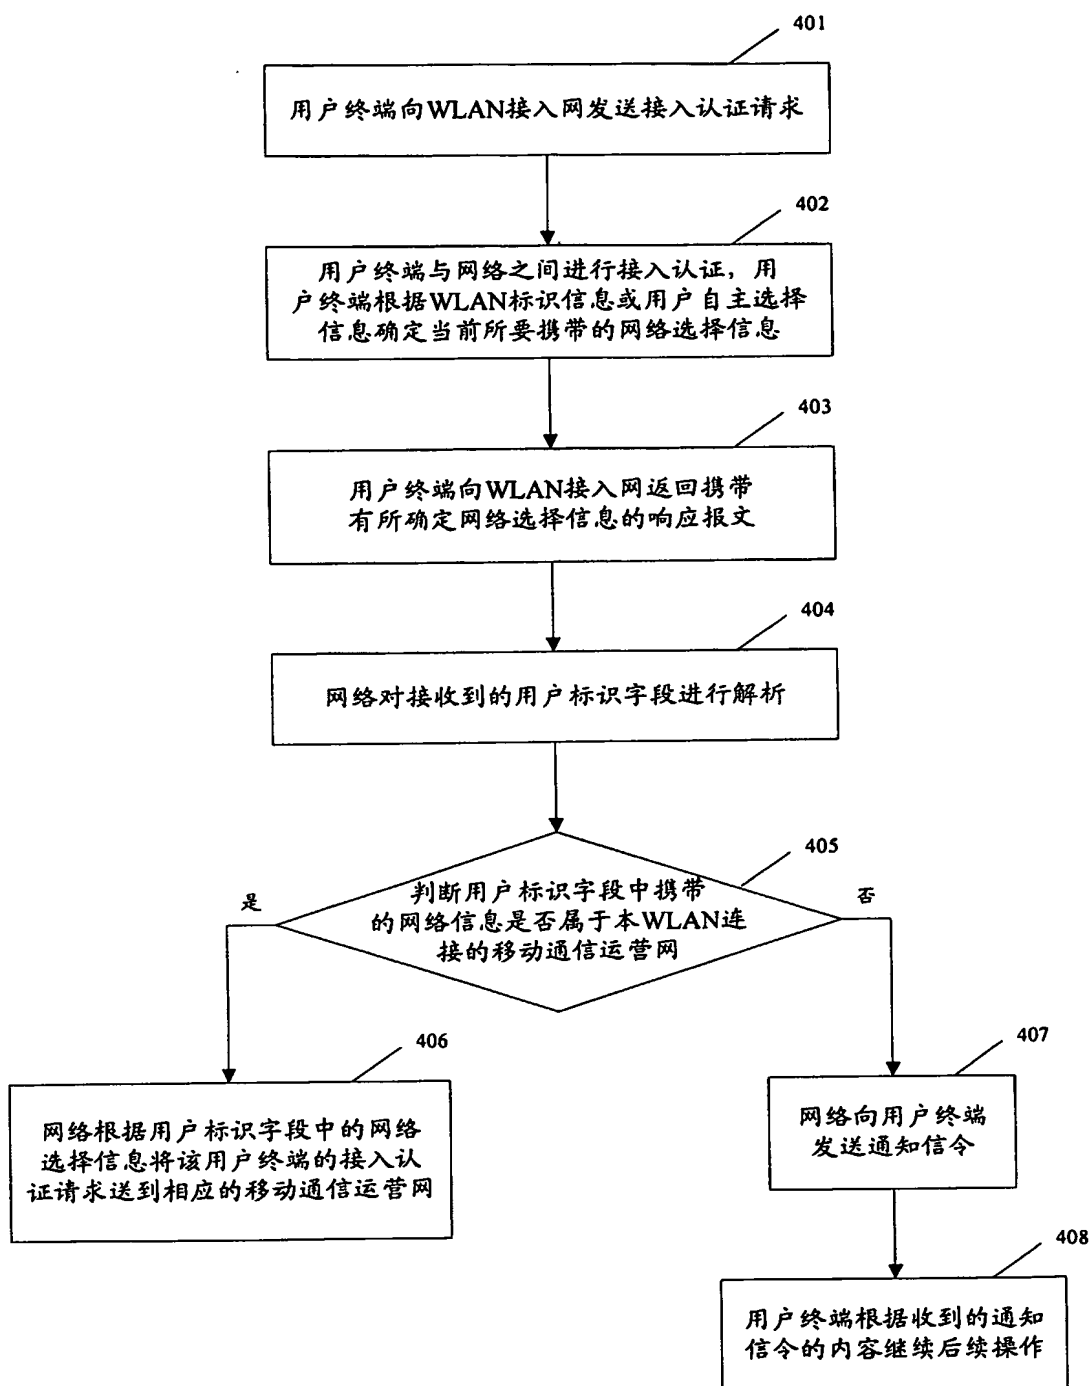 401
用户终端向WLAN接入网发送接入认证请求
402
用户终端与网络之间进行接入认证，用
户终端根据WLAN标识信息或用户自主选择
信息确定当前所要携带的网络选择信息
403
用户终端向WLAN接入网返回携带
有所确定网络选择信息的响应报文
404
网络对接收到的用户标识字段进行解析
405
判断用户标识字段中携带
的网络信息是否属于本WLAN连
接的移动通信运营网
是
否
406
网络根据用户标识字段中的网络
选择信息将该用户终端的接入认
证请求送到相应的移动通信运营网
407
网络向用户终端
发送通知信令
408
用户终端根据收到的通知
信令的内容继续后续操作